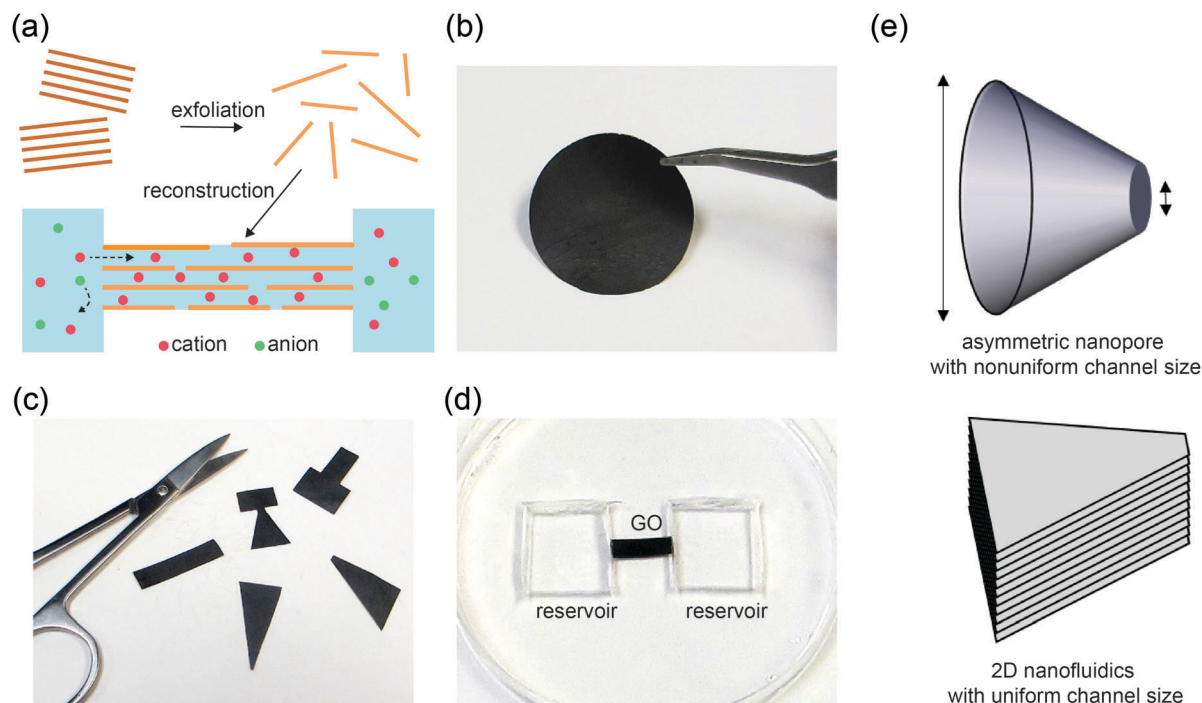 (a)
exfoliation
reconstruction
cation
anion
(b)
(c)
(d)
GO
reservoir
reservoir
(e)
asymmetric nanopore
with nonuniform channel size
2D nanofluidics
with uniform channel size